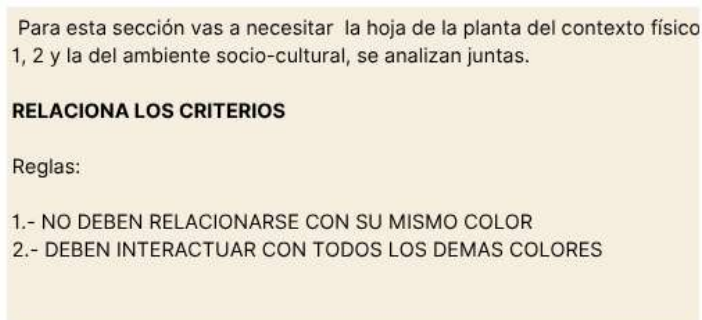 Para esta sección vas a necesitar la hoja de la planta del contexto físico
1, 2 y la del ambiente socio-cultural, se analizan juntas.
RELACIONA LOS CRITERIOS
Reglas:
1.- NO DEBEN RELACIONARSE CON SU MISMO COLOR
2.- DEBEN INTERACTUAR CON TODOS LOS DEMAS COLORES